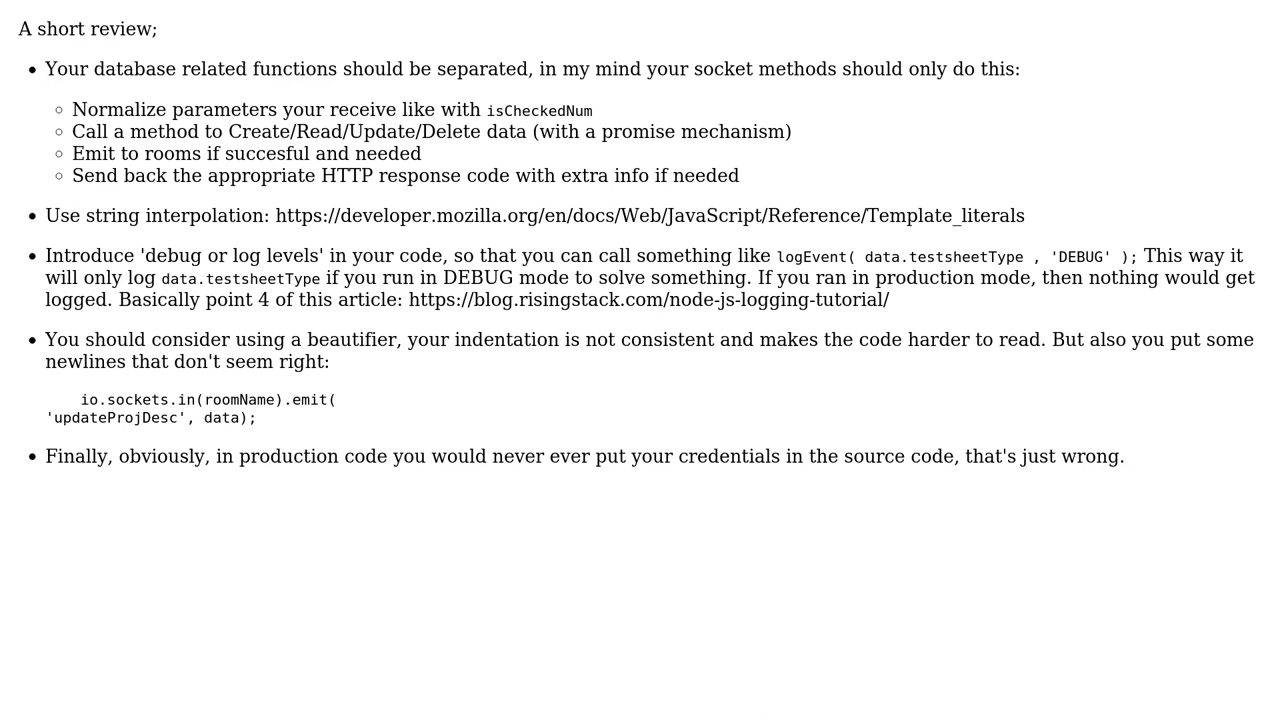 A short review;
Your database related functions should be separated, in my mind your socket methods should only do this:
Normalize parameters your receive like with isCheckedNum
Call a method to Create/Read/Update/Delete data (with a promise mechanism)
Emit to rooms if succesful and needed
Send back the appropriate HTTP response code with extra info if needed
Use string interpolation: https://developer.mozilla.org/en/docs/Web/JavaScript/Reference/Template_literals
Introduce 'debug or log levels' in your code, so that you can call something like logEvent( data.testsheetType , 'DEBUG' ); This way it
will only log data.testsheetType if you run in DEBUG mode to solve something. If you ran in production mode, then nothing would get
logged. Basically point 4 of this article: https://blog.risingstack.com/node-js-logging-tutorial/
You should consider using a beautifier, your indentation is not consistent and makes the code harder to read. But also you put some
newlines that don't seem right:
    io.sockets.in(roomName).emit(
'updateProjDesc', data);
Finally, obviously, in production code you would never ever put your credentials in the source code, that's just wrong.